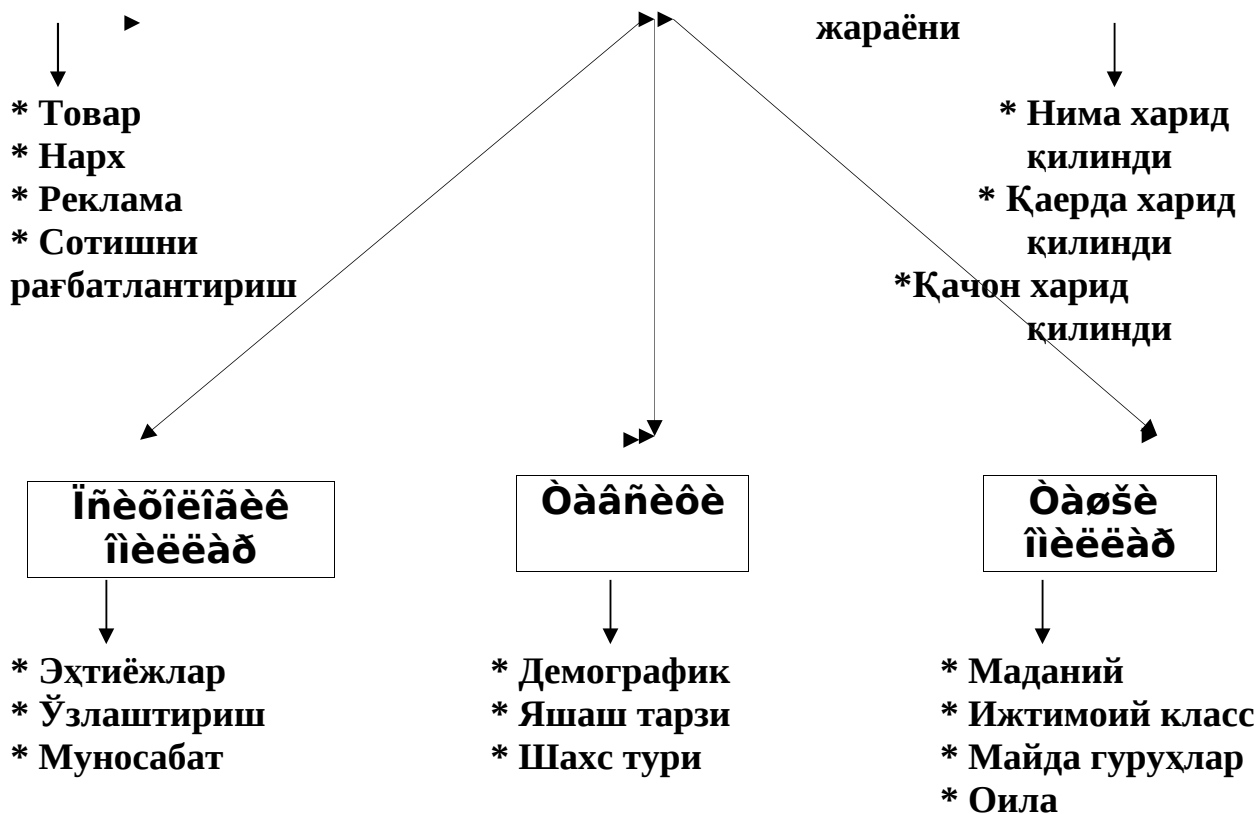 жараёни
* Товар
* Нарх
* Реклама
* Сотишни
рағбатлантириш
* Нима харид
қилинди
* Қаерда харид
қилинди
*Қачон харид
қилинди
Ïñèõîëîãèê
îìèëëàð
Òàâñèôè
Òàøšè
îìèëëàð
* Эҳтиёжлар
* Ўзлаштириш
* Муносабат
* Демографик
* Яшаш тарзи
* Шахс тури
* Маданий
* Ижтимоий класс
* Майда гуруҳлар
* Оила